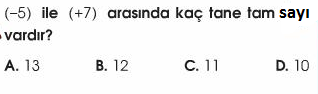 (−5) ile (+7) arasında kaç tane tam sayı
vardır?
A. 13 B. 12 C. 11 D. 10